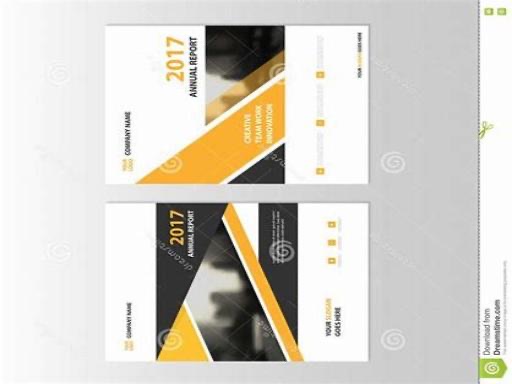 2017
ANNUAL REPORT
CREATIVE
TEAM WORK
INNOVATION
YOUR
LOGO
COMPANY NAME
YOUR SLOGAN GOES HERE
2017
ANNUAL REPORT
YOUR
LOGO
COMPANY NAME
YOUR SLOGAN
GOES HERE
Download from
Dreamstime.com